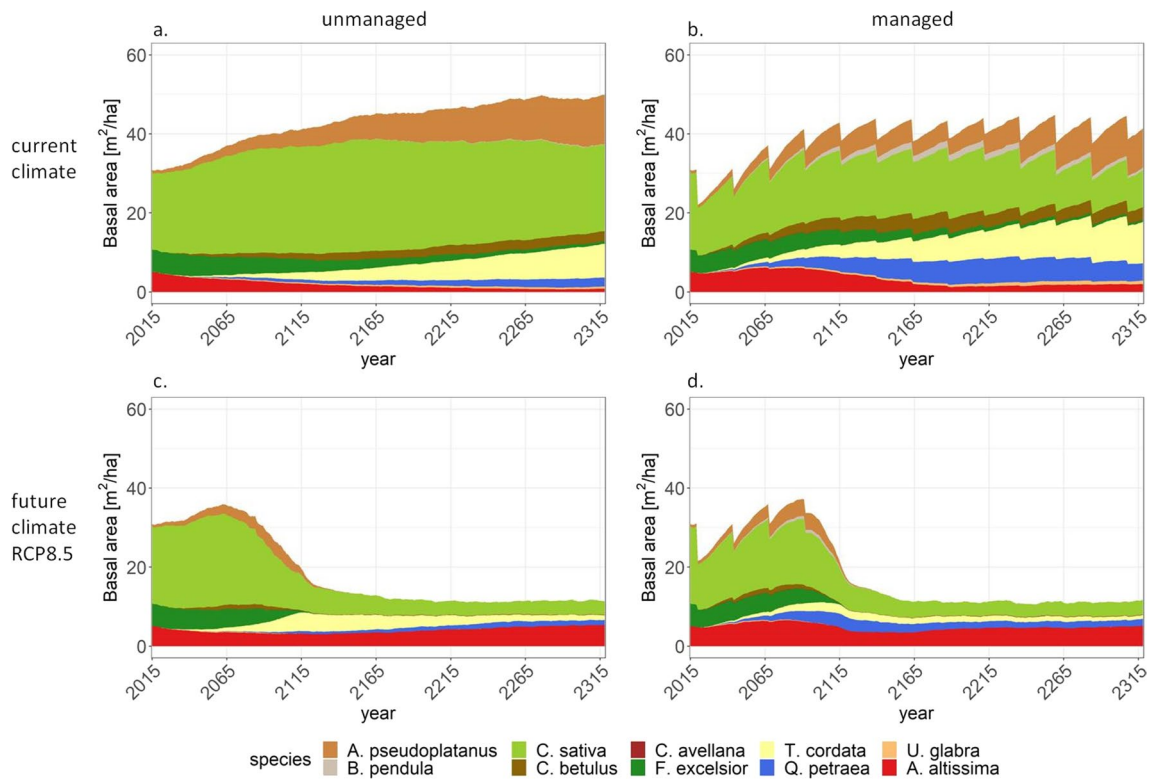 unmanaged
managed
a.
b.
current
climate
Basal area [m²/ha]
60
40
20
0
2015
2065
2115
2165
2215
2265
2315
year
Basal area [m²/ha]
60
40
20
0
2015
2065
2115
2165
2215
2265
2315
year
c.
d.
future
climate
RCP8.5
Basal area [m²/ha]
60
40
20
0
2015
2065
2115
2165
2215
2265
2315
year
Basal area [m²/ha]
60
40
20
0
2015
2065
2115
2165
2215
2265
2315
year
species
A. pseudoplatanus
C. sativa
C. avellana
T. cordata
U. glabra
B. pendula
C. betulus
F. excelsior
Q. petraea
A. altissima